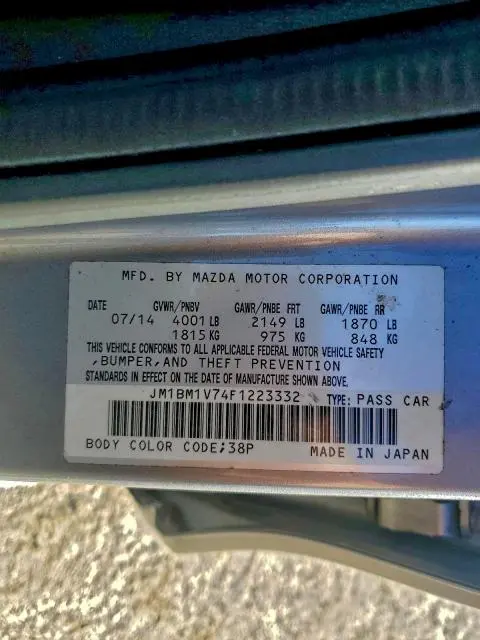 MFD. BY MAZDA MOTOR CORPORATION
DATE GVWR/PNBV GAWR/PNBE FRT GAWR/PNBE RR
07/14 4001 LB 2149 LB 1870 LB
1815 KG 975 KG 848 KG
THIS VEHICLE CONFORMS TO ALL APPLICABLE FEDERAL MOTOR VEHICLE SAFETY
,BUMPER,AND THEFT PREVENTION
STANDARDS IN EFFECT ON THE DATE OF MANUFACTURE SHOWN ABOVE.
JM1BM1V74F1223332 TYPE: PASS CAR
BODY COLOR CODE;38P MADE IN JAPAN